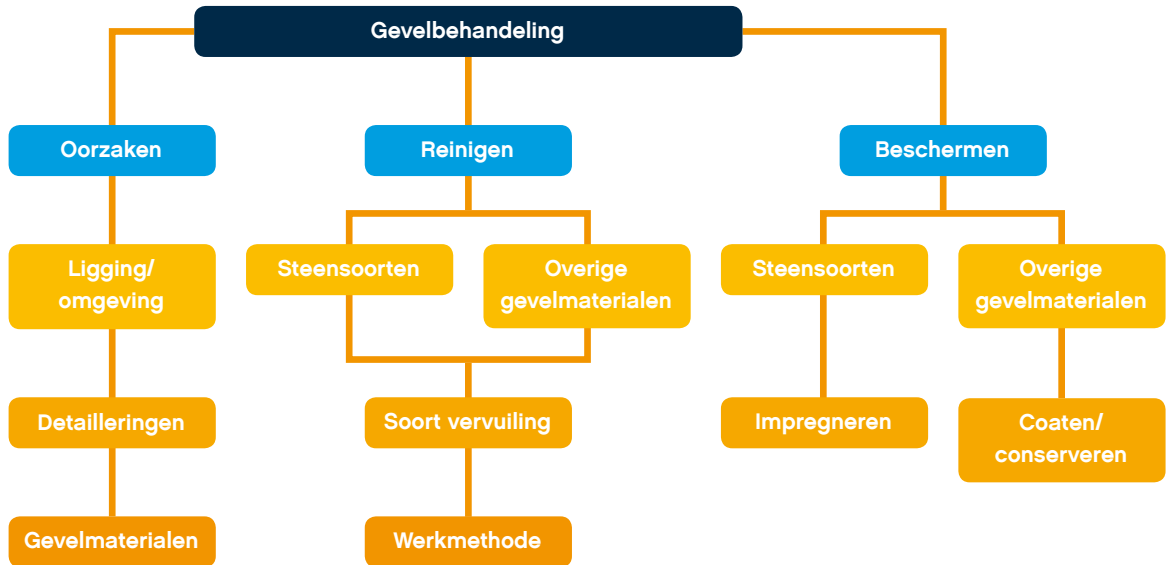 Gevelbehandeling
Oorzaken
Reinigen
Beschermen
Ligging/
omgeving
Steensoorten
Overige
gevelmaterialen
Steensoorten
Overige
gevelmaterialen
Detailleringen
Soort vervuiling
Impregneren
Coaten/
conserveren
Gevelmaterialen
Werkmethode